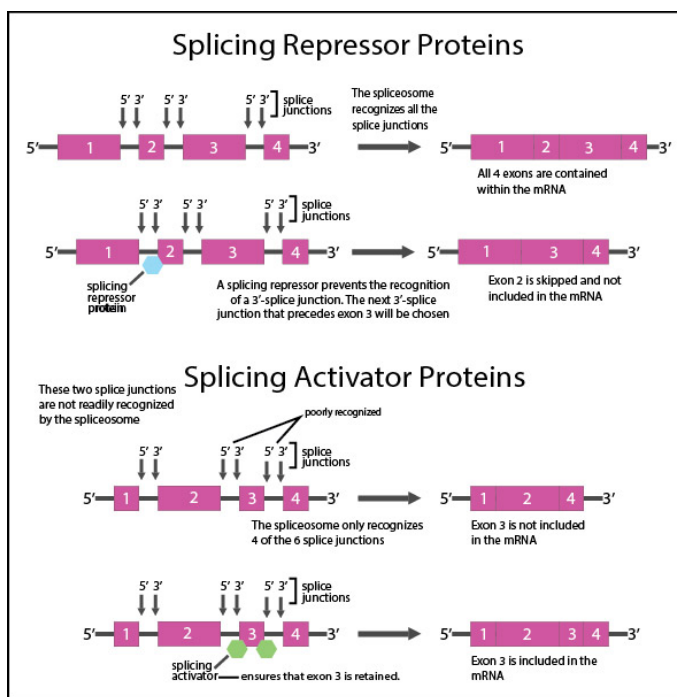 Splicing Repressor Proteins
5' 3' 5' 3' 5' 3' splice
junctions
The spliceosome
recognizes all the
splice junctions
5' 1 2 3 4 3'
5' 1 2 3 4 3'
All 4 exons are contained
within the mRNA
5' 3' 5' 3' 5' 3' splice
junctions
5' 1 2 3 4 3'
5' 1 3 4 3'
splicing
repressor
protein
A splicing repressor prevents the recognition
of a 3'-splice junction. The next 3'-splice
junction that precedes exon 3 will be chosen
Exon 2 is skipped and not
included in the mRNA
Splicing Activator Proteins
These two splice junctions
are not readily recognized
by the spliceosome
poorly recognized
5' 3' 5' 3' 5' 3' splice
junctions
5' 1 2 3 4 3'
5' 1 2 4 3'
The spliceosome only recognizes
4 of the 6 splice junctions
Exon 3 is not included
in the mRNA
5' 3' 5' 3' 5' 3' splice
junctions
5' 1 2 3 4 3'
5' 1 2 3 4 3'
splicing
activator
ensures that exon 3 is retained.
Exon 3 is included in the
mRNA